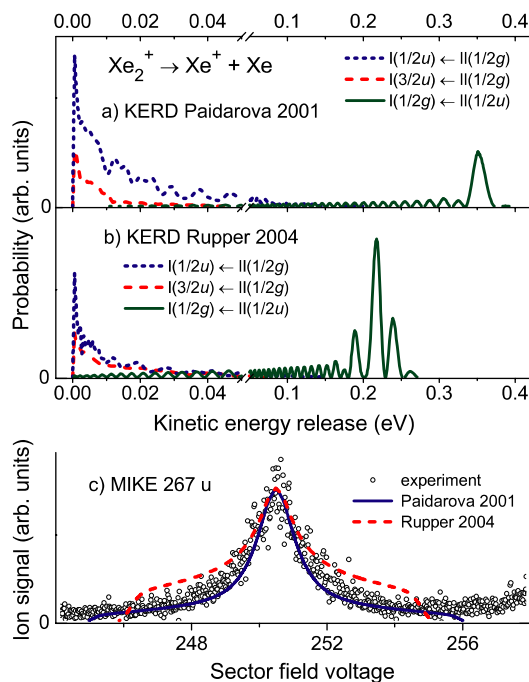 0.00 0.02 0.04 0.1 0.2 0.3 0.4
Xe₂⁺ → Xe⁺ + Xe
I(1/2u) ← II(1/2g)
I(3/2u) ← II(1/2g)
I(1/2g) ← II(1/2u)
a) KERD Paidarova 2001
0
b) KERD Rupper 2004
I(1/2u) ← II(1/2g)
I(3/2u) ← II(1/2g)
I(1/2g) ← II(1/2u)
0
Probability (arb. units)
0.00 0.02 0.04 0.1 0.2 0.3 0.4
Kinetic energy release (eV)
c) MIKE 267 u
experiment
Paidarova 2001
Rupper 2004
Ion signal (arb. units)
0
248 252 256
Sector field voltage